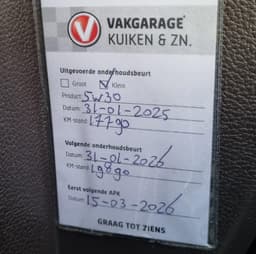 VAKGARAGE
KUIKEN & ZN.
Uitgevoerde onderhoudsbeurt
Groot Klein
Product: 5W30
Datum: 31-01-2025
KM-stand: 17790
Volgende onderhoudsbeurt
Datum: 31-01-2026
KM-stand:
Eerst volgende APK
Datum: 15-03-2026
GRAAG TOT ZIENS